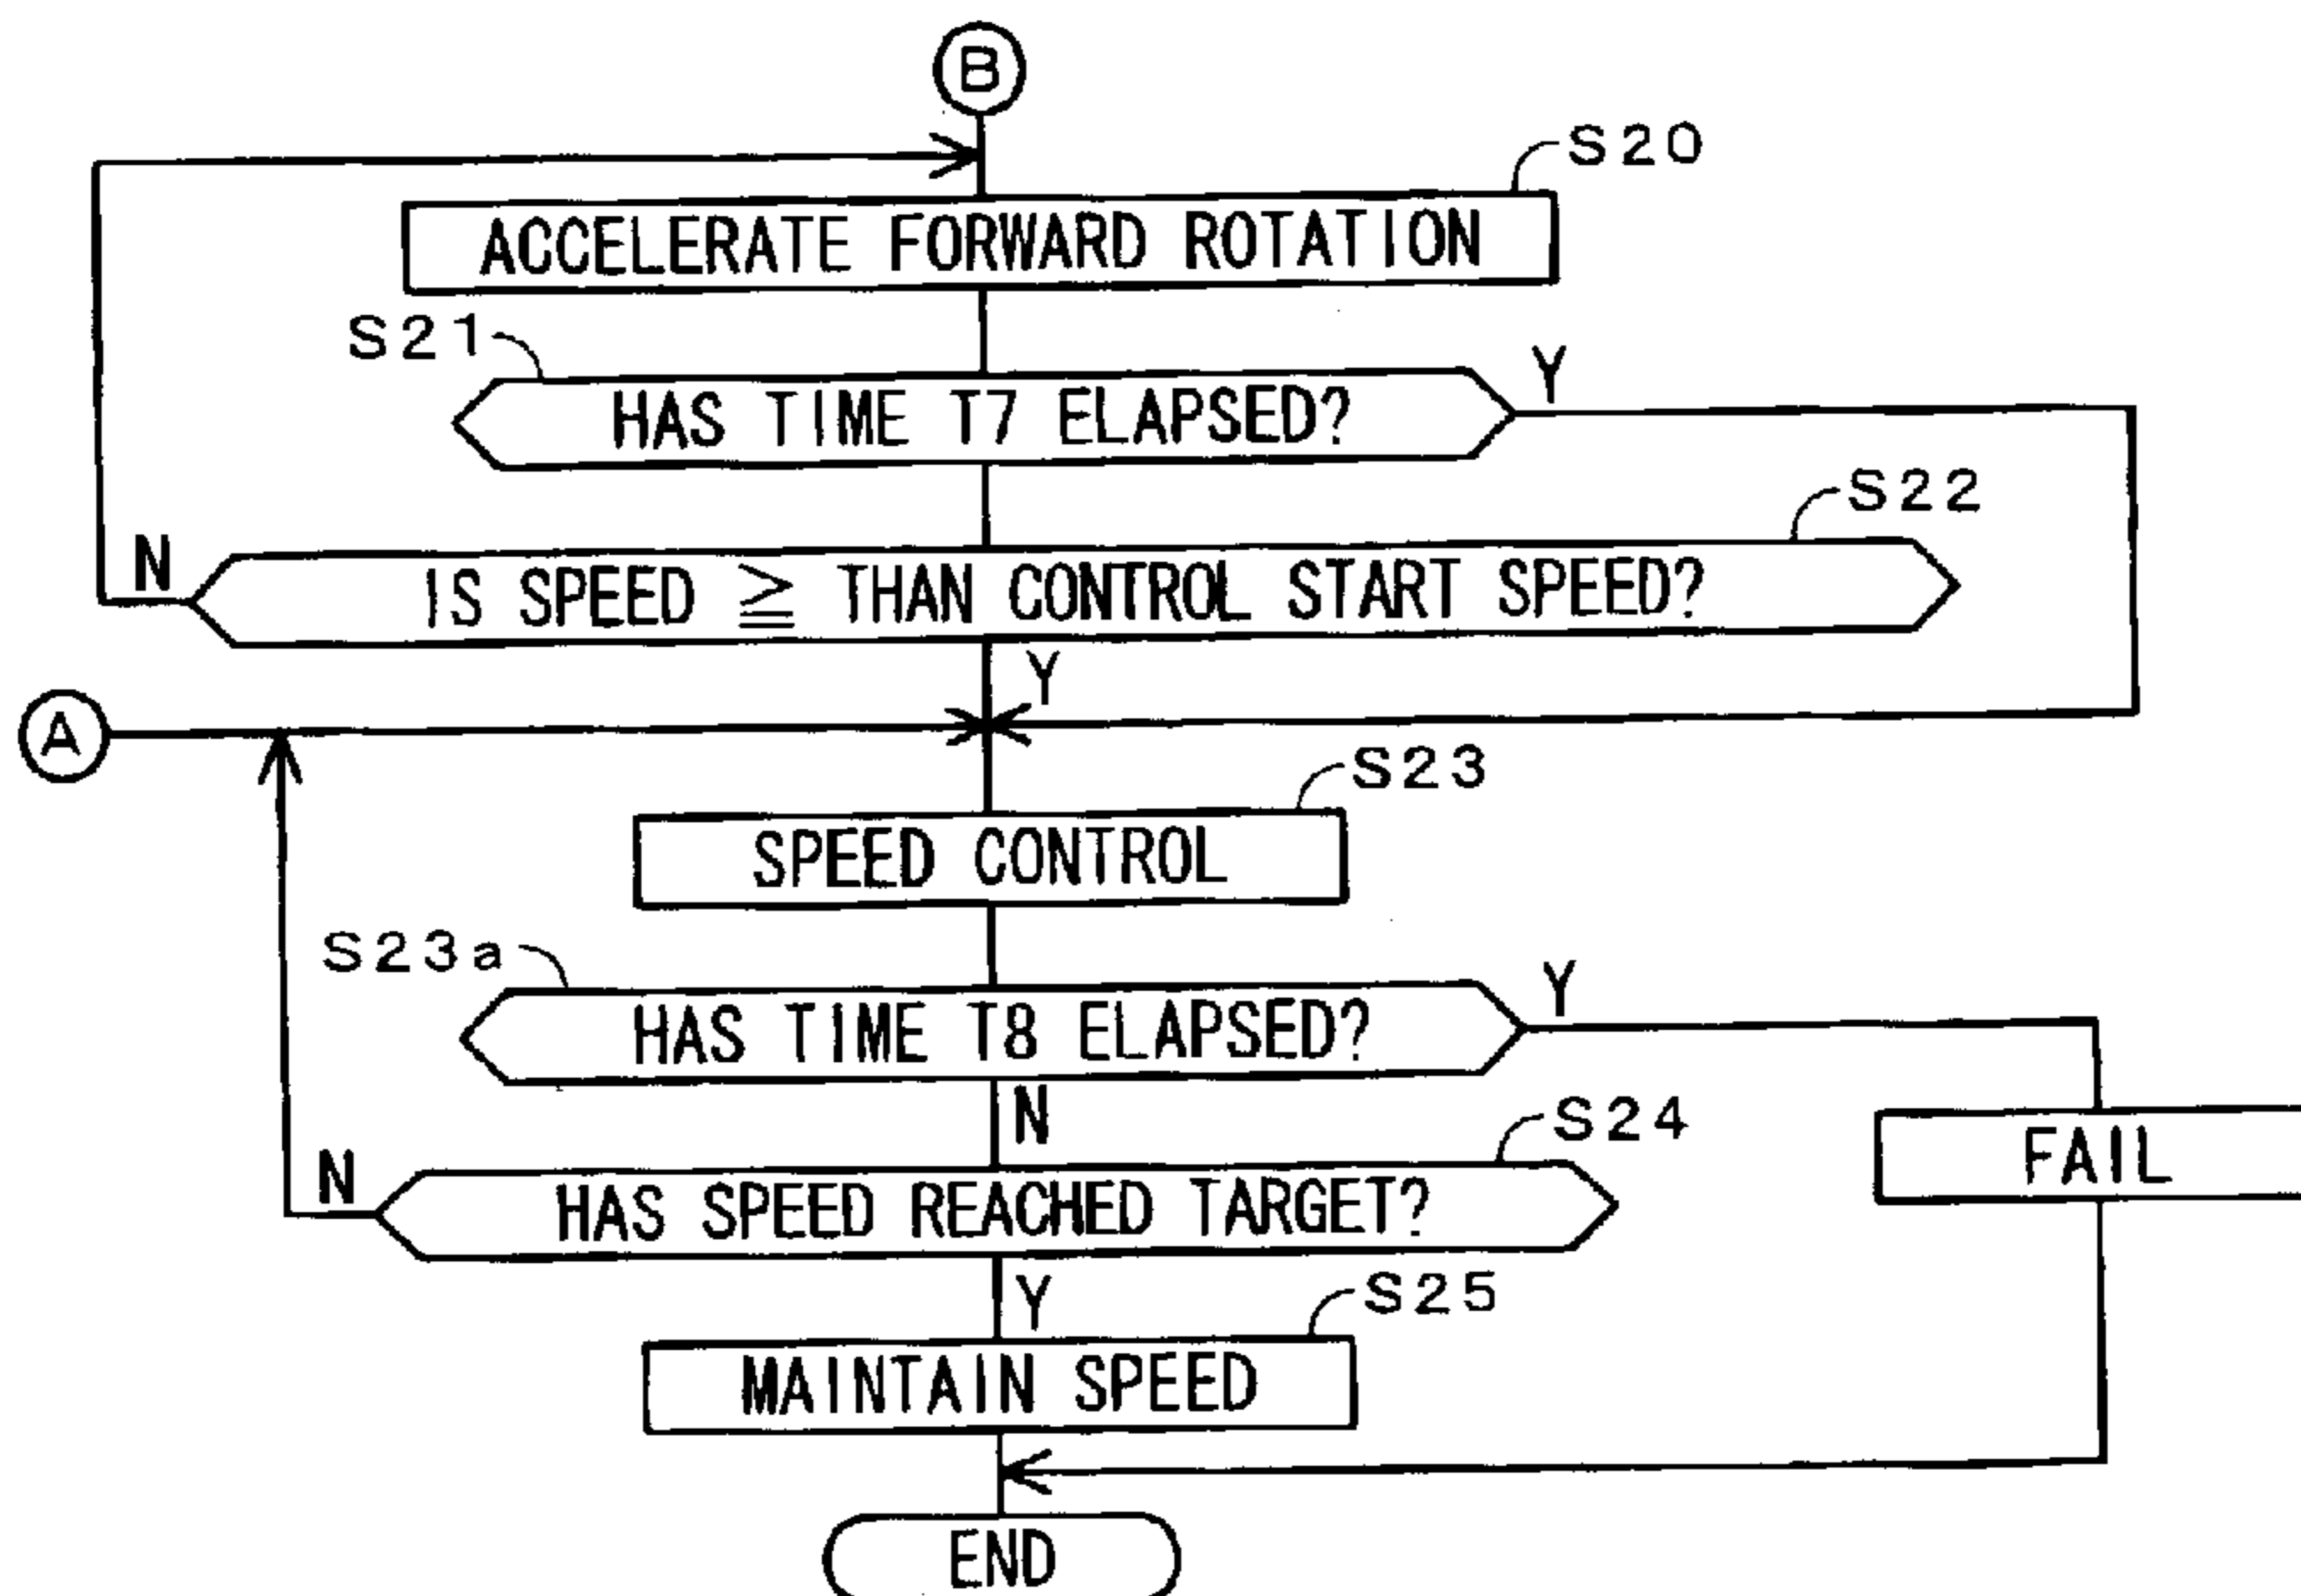 B
S20
ACCELERATE FORWARD ROTATION
S21
Y
HAS TIME T7 ELAPSED?
S22
N
IS SPEED ≧ THAN CONTROL START SPEED?
Y
A
S23
SPEED CONTROL
S23a
Y
HAS TIME T8 ELAPSED?
N
S24
FAIL
N
HAS SPEED REACHED TARGET?
Y
S25
MAINTAIN SPEED
END